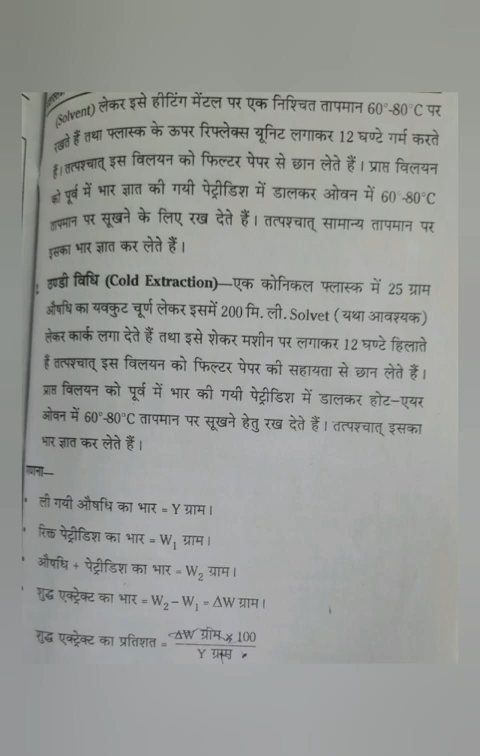 (Solvent) लेकर इसे हीटिंग मेंटल पर एक निश्चित तापमान 60°-80°C पर
रखते हैं तथा फ्लास्क के ऊपर रिफ्लेक्स यूनिट लगाकर 12 घण्टे गर्म करते
हैं। तत्पश्चात् इस विलयन को फिल्टर पेपर से छान लेते हैं। प्राप्त विलयन
को पूर्व में भार ज्ञात की गयी पेट्रीडिश में डालकर ओवन में 60°-80°C
तापमान पर सूखने के लिए रख देते हैं। तत्पश्चात् सामान्य तापमान पर
इसका भार ज्ञात कर लेते हैं।
ठण्डी विधि (Cold Extraction)—एक कोनिकल फ्लास्क में 25 ग्राम
औषधि का यवकुट चूर्ण लेकर इसमें 200 मि. ली. Solvet (यथा आवश्यक)
लेकर कार्क लगा देते हैं तथा इसे शेकर मशीन पर लगाकर 12 घण्टे हिलाते
हैं तत्पश्चात् इस विलयन को फिल्टर पेपर की सहायता से छान लेते हैं।
प्राप्त विलयन को पूर्व में भार की गयी पेट्रीडिश में डालकर होट-एयर
ओवन में 60°-80°C तापमान पर सूखने हेतु रख देते हैं। तत्पश्चात् इसका
भार ज्ञात कर लेते हैं।
• ली गयी औषधि का भार = Y ग्राम।
• रिक्त पेट्रीडिश का भार = W₁ ग्राम।
• औषधि + पेट्रीडिश का भार = W₂ ग्राम।
• शुद्ध एक्ट्रेक्ट का भार = W₂ – W₁ = ΔW ग्राम।
शुद्ध एक्ट्रेक्ट का प्रतिशत = ΔW ग्राम × 100
Y ग्राम